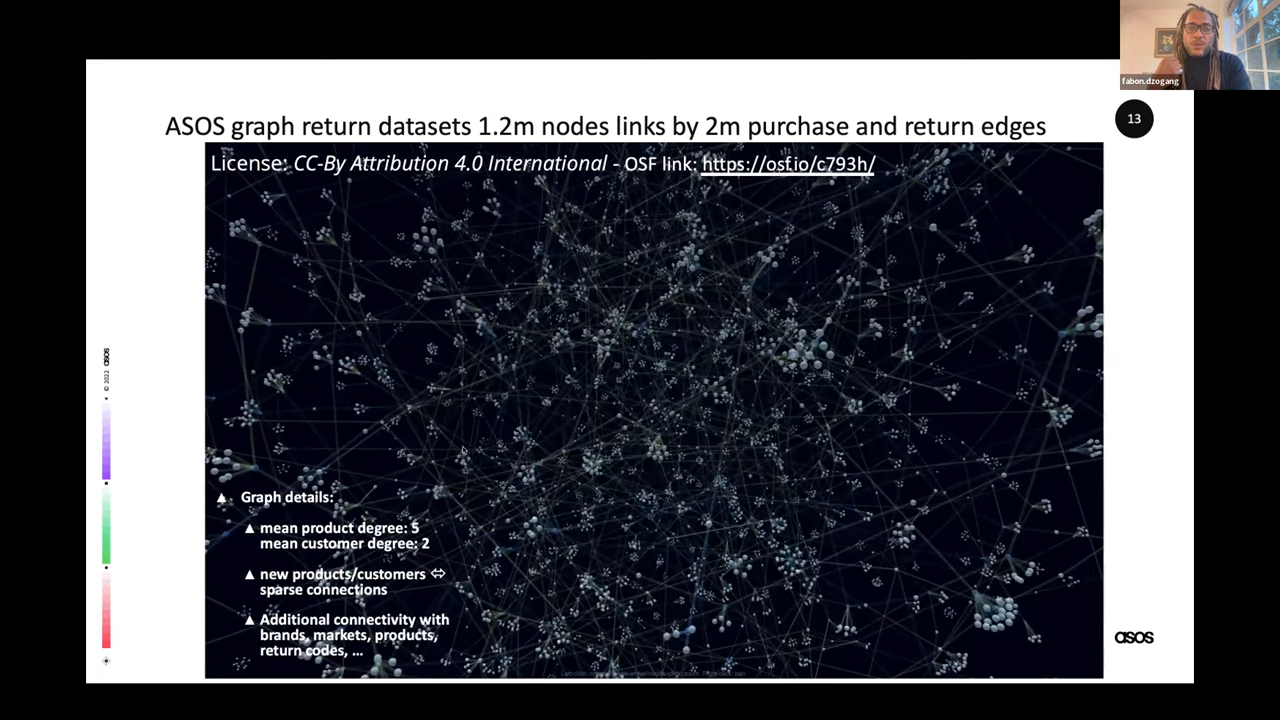 fabon.dzogang
13
ASOS graph return datasets 1.2m nodes links by 2m purchase and return edges
License: CC-By Attribution 4.0 International - OSF link: https://osf.io/c793h/
© 2022 asos
▲ Graph details:
▲ mean product degree: 5
mean customer degree: 2
▲ new products/customers ⇔
sparse connections
▲ Additional connectivity with
brands, markets, products,
return codes, ...
asos